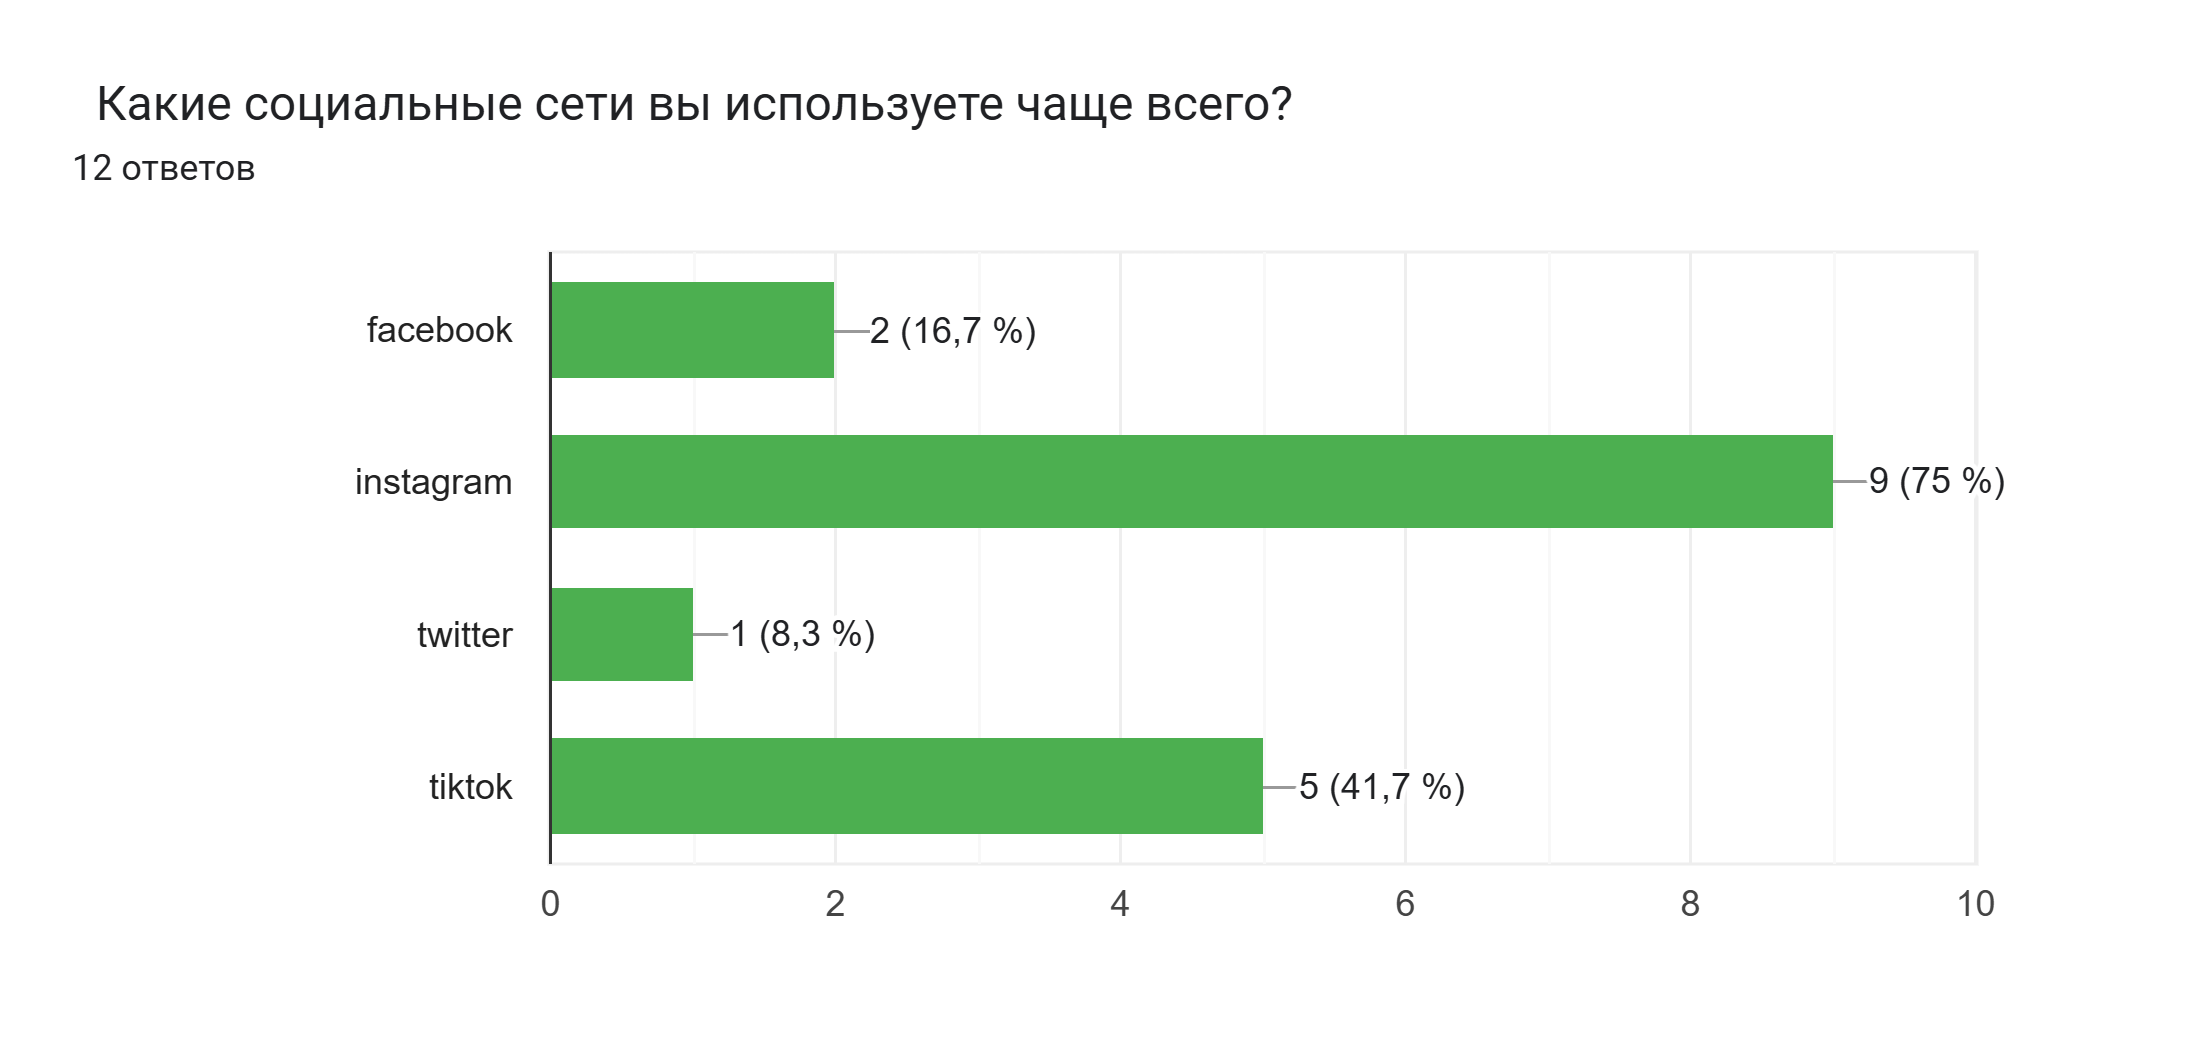 Какие социальные сети вы используете чаще всего?
12 ответов
facebook 2 (16,7 %)
instagram 9 (75 %)
twitter 1 (8,3 %)
tiktok 5 (41,7 %)
0 2 4 6 8 10